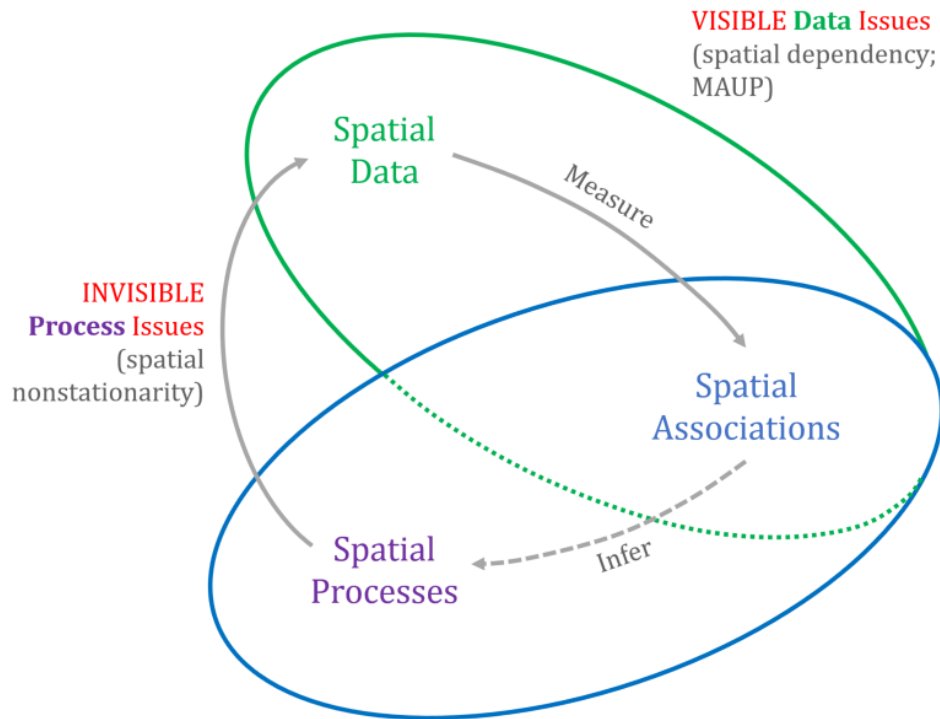 VISIBLE Data Issues
(spatial dependency;
MAUP)
Spatial
Data
Measure
INVISIBLE
Process Issues
(spatial
nonstationarity)
Spatial
Associations
Infer
Spatial
Processes